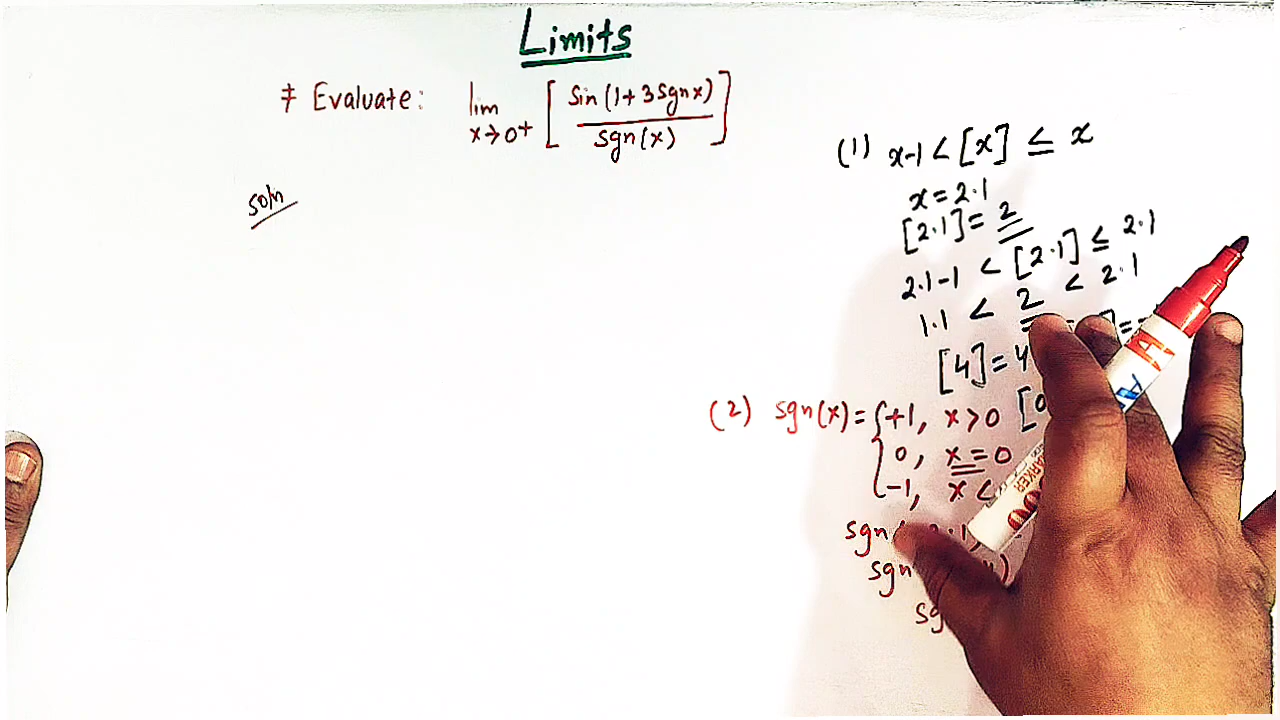 Limits
# Evaluate: lim x→0+ [ sin(1+3sgnx) / sgn(x) ]
soln
(1) x-1 < [x] ≤ x
x = 2.1
[2.1] = 2
2.1-1 < [2.1] ≤ 2.1
1.1 < 2 < 2.1
[4] = 4
(2) sgn(x) = { +1, x>0
0, x=0
-1, x<
sgn(
sgn
MARKER